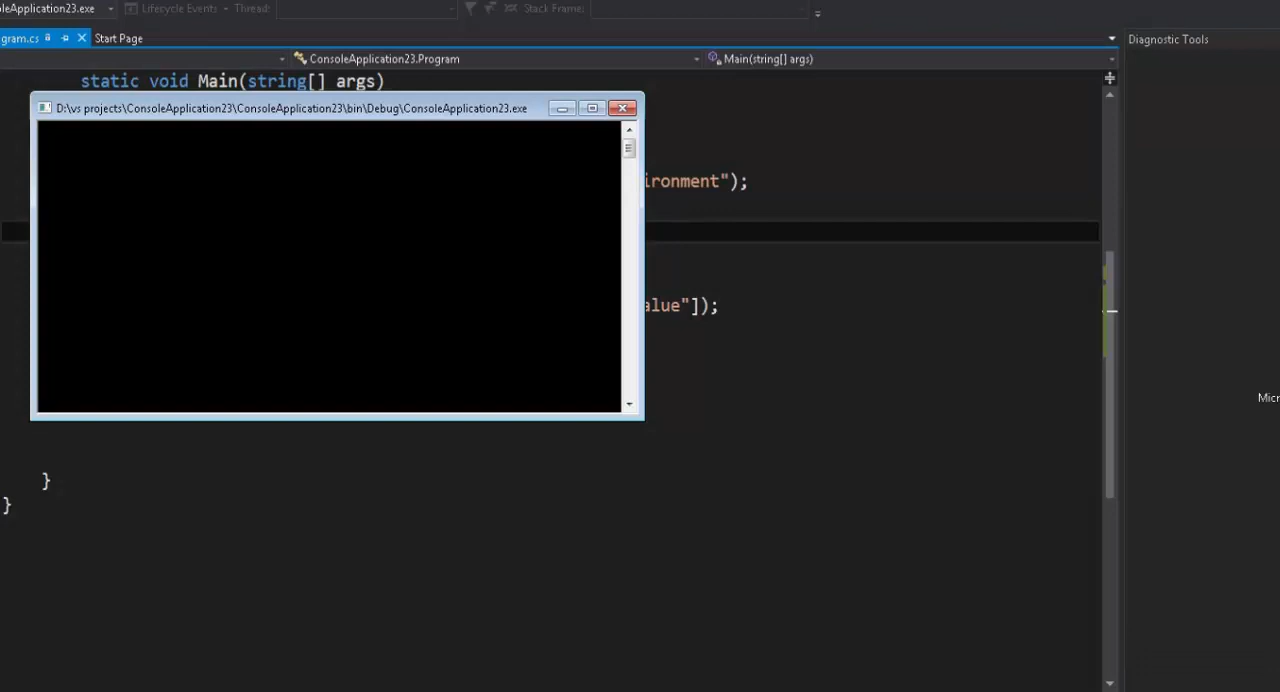 leApplication23.exe Lifecycle Events Thread: Stack Frame:
gram.cs Start Page
Diagnostic Tools
ConsoleApplication23.Program Main(string[] args)
static void Main(string[] args)
D:\vs projects\ConsoleApplication23\ConsoleApplication23\bin\Debug\ConsoleApplication23.exe
ironment");
alue"]);
Micr
}
}